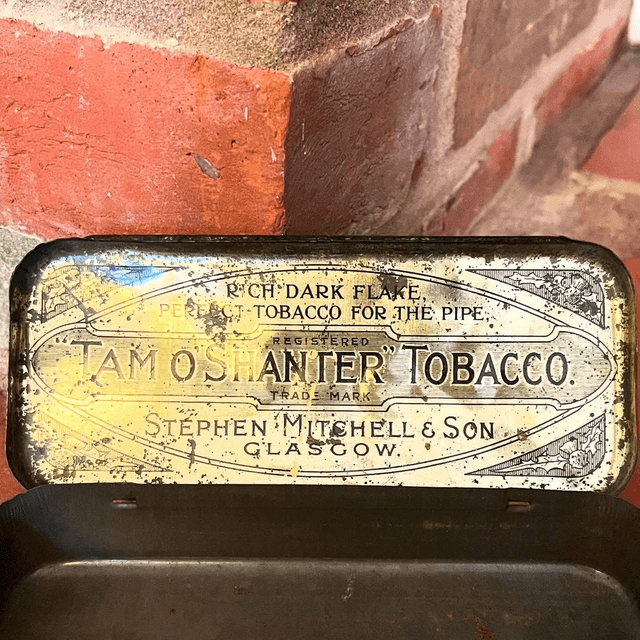 RICH DARK FLAKE,
PERFECT TOBACCO FOR THE PIPE.
REGISTERED
"TAM O'SHANTER" TOBACCO.
TRADE MARK
STEPHEN MITCHELL & SON
GLASGOW.